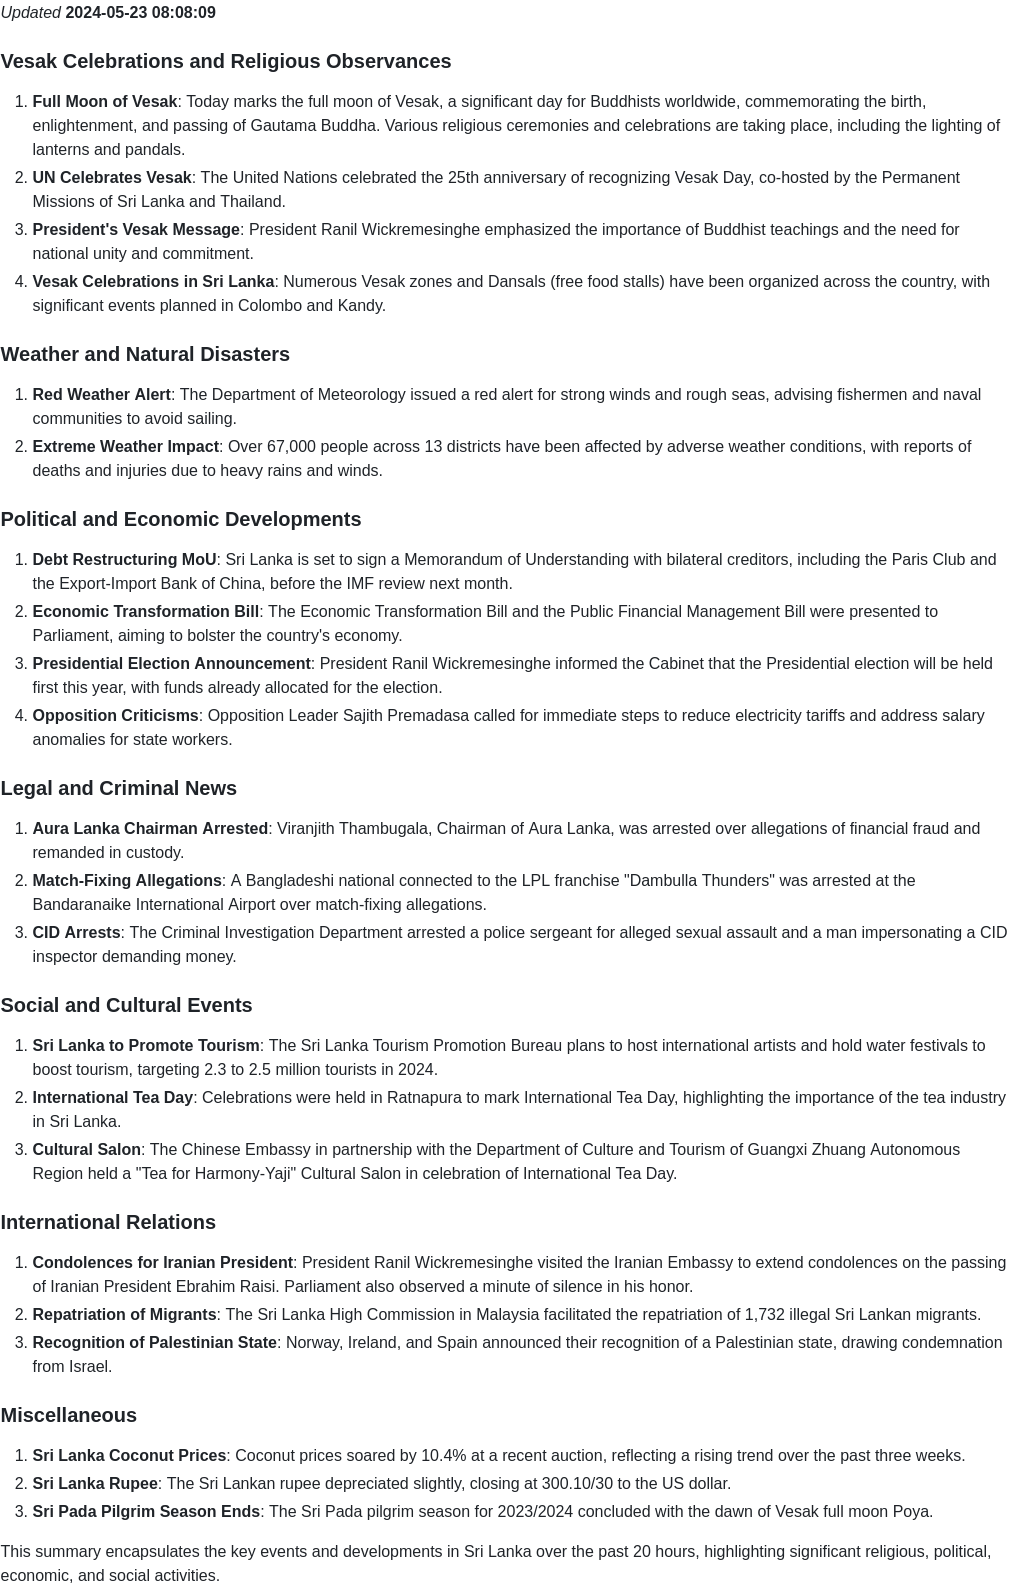 Updated 2024-05-23 08:08:09
Vesak Celebrations and Religious Observances
1. Full Moon of Vesak: Today marks the full moon of Vesak, a significant day for Buddhists worldwide, commemorating the birth,
enlightenment, and passing of Gautama Buddha. Various religious ceremonies and celebrations are taking place, including the lighting of
lanterns and pandals.
2. UN Celebrates Vesak: The United Nations celebrated the 25th anniversary of recognizing Vesak Day, co-hosted by the Permanent
Missions of Sri Lanka and Thailand.
3. President's Vesak Message: President Ranil Wickremesinghe emphasized the importance of Buddhist teachings and the need for
national unity and commitment.
4. Vesak Celebrations in Sri Lanka: Numerous Vesak zones and Dansals (free food stalls) have been organized across the country, with
significant events planned in Colombo and Kandy.
Weather and Natural Disasters
1. Red Weather Alert: The Department of Meteorology issued a red alert for strong winds and rough seas, advising fishermen and naval
communities to avoid sailing.
2. Extreme Weather Impact: Over 67,000 people across 13 districts have been affected by adverse weather conditions, with reports of
deaths and injuries due to heavy rains and winds.
Political and Economic Developments
1. Debt Restructuring MoU: Sri Lanka is set to sign a Memorandum of Understanding with bilateral creditors, including the Paris Club and
the Export-Import Bank of China, before the IMF review next month.
2. Economic Transformation Bill: The Economic Transformation Bill and the Public Financial Management Bill were presented to
Parliament, aiming to bolster the country's economy.
3. Presidential Election Announcement: President Ranil Wickremesinghe informed the Cabinet that the Presidential election will be held
first this year, with funds already allocated for the election.
4. Opposition Criticisms: Opposition Leader Sajith Premadasa called for immediate steps to reduce electricity tariffs and address salary
anomalies for state workers.
Legal and Criminal News
1. Aura Lanka Chairman Arrested: Viranjith Thambugala, Chairman of Aura Lanka, was arrested over allegations of financial fraud and
remanded in custody.
2. Match-Fixing Allegations: A Bangladeshi national connected to the LPL franchise "Dambulla Thunders" was arrested at the
Bandaranaike International Airport over match-fixing allegations.
3. CID Arrests: The Criminal Investigation Department arrested a police sergeant for alleged sexual assault and a man impersonating a CID
inspector demanding money.
Social and Cultural Events
1. Sri Lanka to Promote Tourism: The Sri Lanka Tourism Promotion Bureau plans to host international artists and hold water festivals to
boost tourism, targeting 2.3 to 2.5 million tourists in 2024.
2. International Tea Day: Celebrations were held in Ratnapura to mark International Tea Day, highlighting the importance of the tea industry
in Sri Lanka.
3. Cultural Salon: The Chinese Embassy in partnership with the Department of Culture and Tourism of Guangxi Zhuang Autonomous
Region held a "Tea for Harmony-Yaji" Cultural Salon in celebration of International Tea Day.
International Relations
1. Condolences for Iranian President: President Ranil Wickremesinghe visited the Iranian Embassy to extend condolences on the passing
of Iranian President Ebrahim Raisi. Parliament also observed a minute of silence in his honor.
2. Repatriation of Migrants: The Sri Lanka High Commission in Malaysia facilitated the repatriation of 1,732 illegal Sri Lankan migrants.
3. Recognition of Palestinian State: Norway, Ireland, and Spain announced their recognition of a Palestinian state, drawing condemnation
from Israel.
Miscellaneous
1. Sri Lanka Coconut Prices: Coconut prices soared by 10.4% at a recent auction, reflecting a rising trend over the past three weeks.
2. Sri Lanka Rupee: The Sri Lankan rupee depreciated slightly, closing at 300.10/30 to the US dollar.
3. Sri Pada Pilgrim Season Ends: The Sri Pada pilgrim season for 2023/2024 concluded with the dawn of Vesak full moon Poya.
This summary encapsulates the key events and developments in Sri Lanka over the past 20 hours, highlighting significant religious, political,
economic, and social activities.